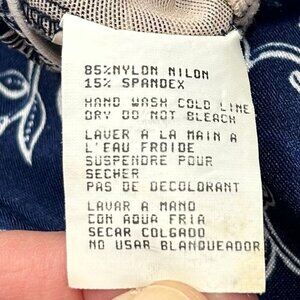 85%NYLON NILON
15% SPANDEX
HAND WASH COLD LINE
DRY DO NOT BLEACH
LAVER A LA MAIN A
L'EAU FROIDE
SUSPENDRE POUR
SECHER
PAS DE DECOLORANT
LAVAR A MANO
CON AQUA FRIA
SECAR COLGADO
NO USAR BLANQUEADOR